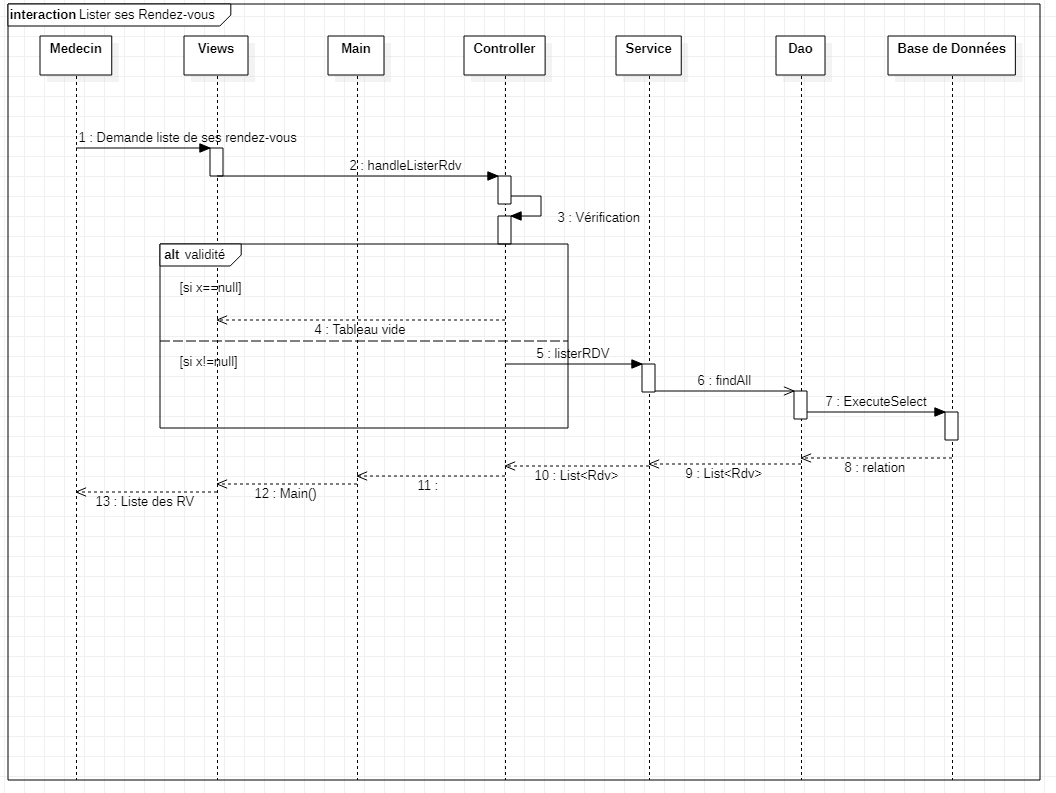 interaction Lister ses Rendez-vous
Medecin
Views
Main
Controller
Service
Dao
Base de Données
1 : Demande liste de ses rendez-vous
2 : handleListerRdv
3 : Vérification
alt validité
[si x==null]
4 : Tableau vide
[si x!=null]
5 : listerRDV
6 : findAll
7 : ExecuteSelect
8 : relation
9 : List<Rdv>
10 : List<Rdv>
11 :
12 : Main()
13 : Liste des RV